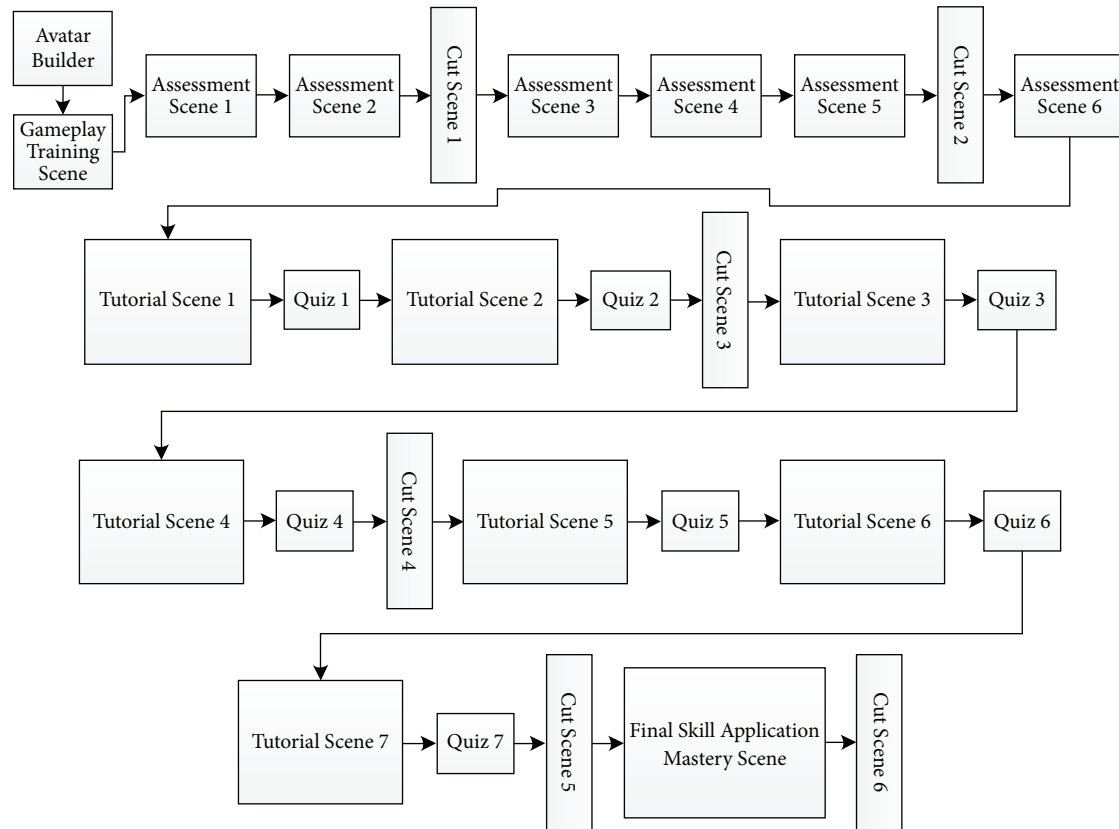 Avatar
Builder
Gameplay
Training
Scene
Assessment
Scene 1
Assessment
Scene 2
Cut Scene 1
Assessment
Scene 3
Assessment
Scene 4
Assessment
Scene 5
Cut Scene 2
Assessment
Scene 6
Tutorial Scene 1
Quiz 1
Tutorial Scene 2
Quiz 2
Cut Scene 3
Tutorial Scene 3
Quiz 3
Tutorial Scene 4
Quiz 4
Cut Scene 4
Tutorial Scene 5
Quiz 5
Tutorial Scene 6
Quiz 6
Tutorial Scene 7
Quiz 7
Cut Scene 5
Final Skill Application
Mastery Scene
Cut Scene 6